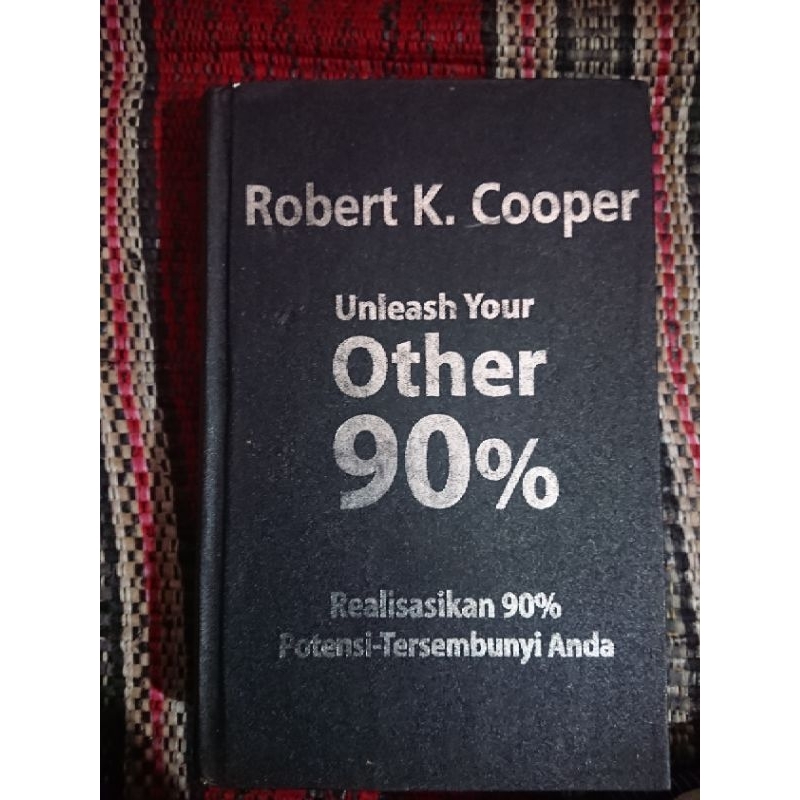 Robert K. Cooper
Unleash Your
Other
90%
Realisasikan 90%
Potensi-Tersembunyi Anda